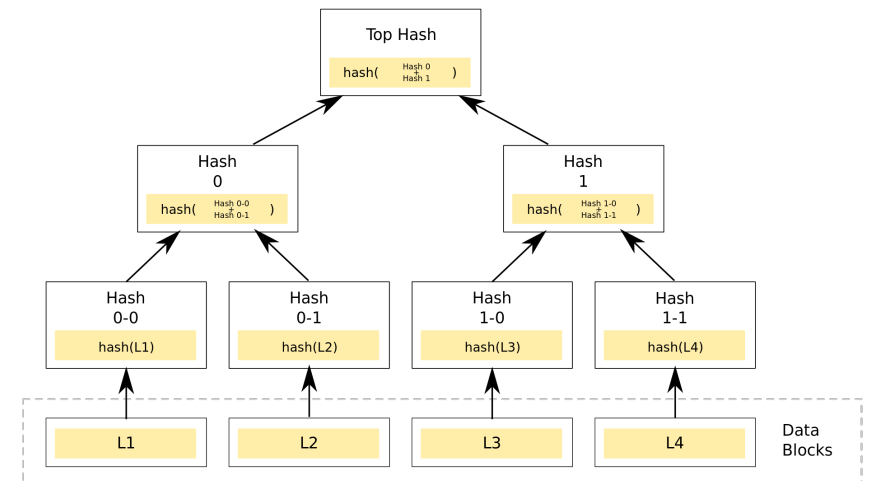 Top Hash
hash( Hash 0 + Hash 1 )
Hash
0
hash( Hash 0-0 + Hash 0-1 )
Hash
1
hash( Hash 1-0 + Hash 1-1 )
Hash
0-0
hash(L1)
Hash
0-1
hash(L2)
Hash
1-0
hash(L3)
Hash
1-1
hash(L4)
L1
L2
L3
L4
Data
Blocks